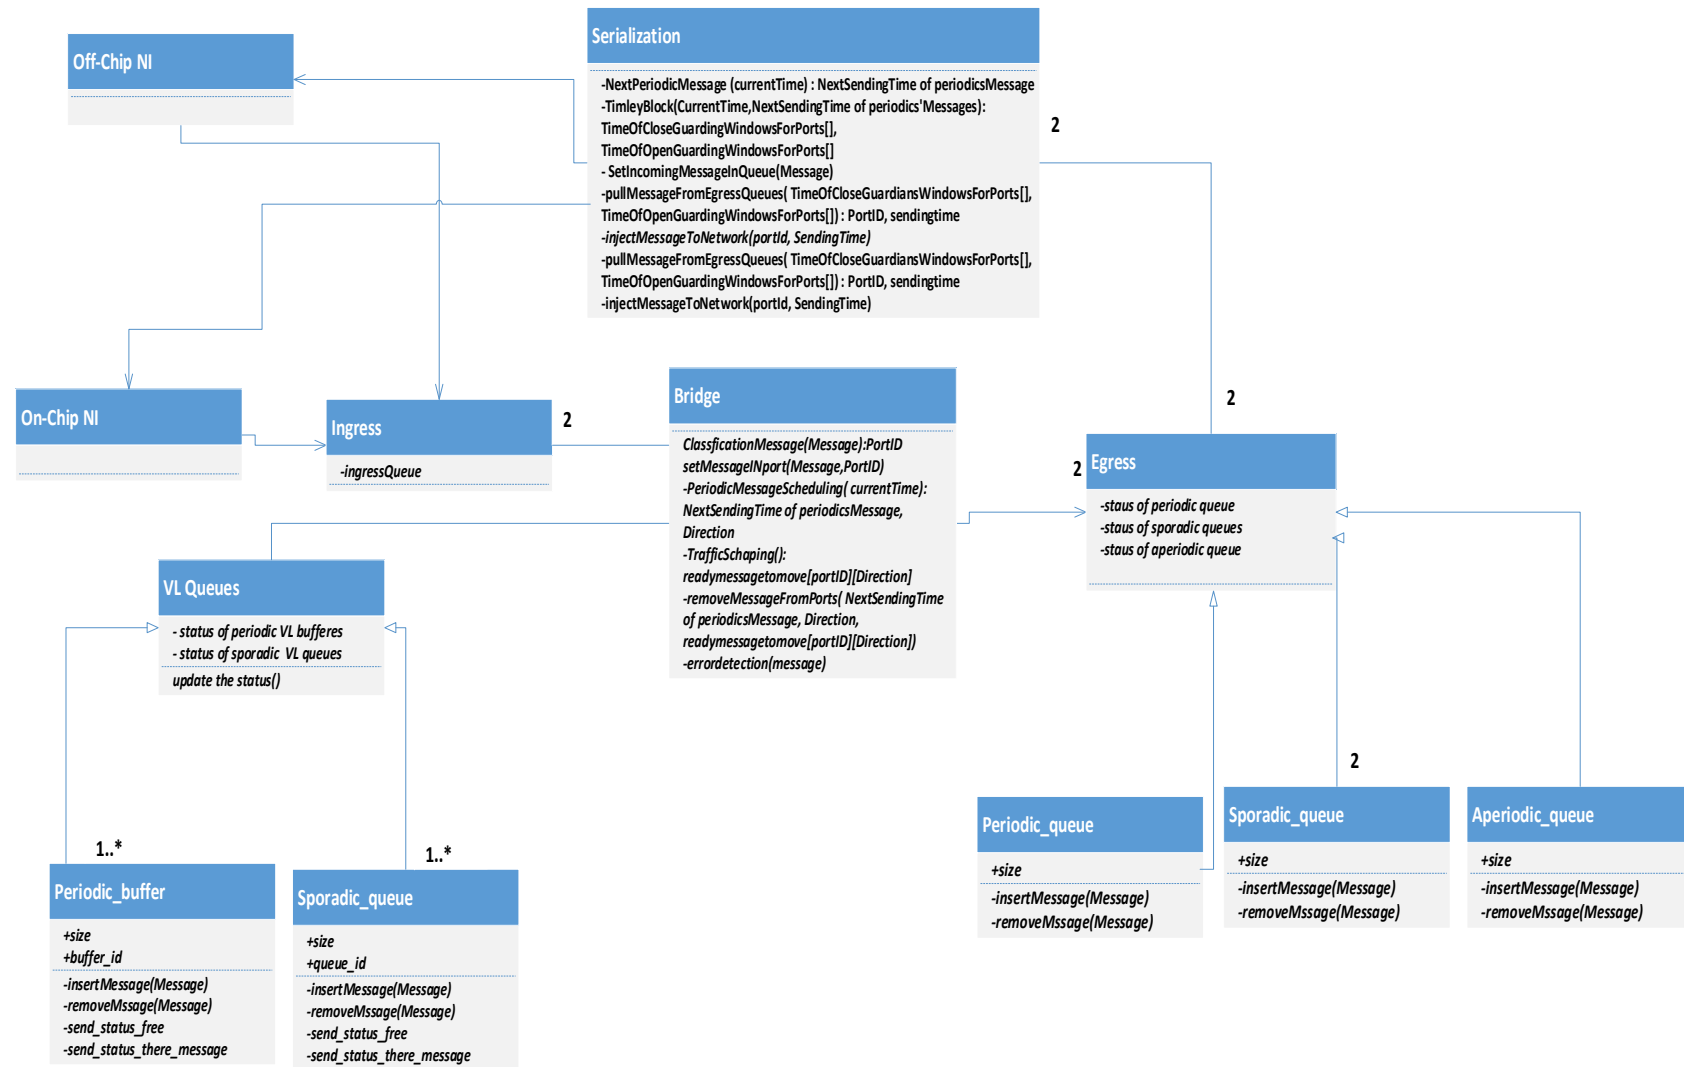 Off-Chip NI
Serialization
-NextPeriodicMessage (currentTime) : NextSendingTime of periodicsMessage
-TimleyBlock(CurrentTime,NextSendingTime of periodics'Messages):
TimeOfCloseGuardingWindowsForPorts[],
TimeOfOpenGuardingWindowsForPorts[]
- SetIncomingMessageInQueue(Message)
-pullMessageFromEgressQueues( TimeOfCloseGuardiansWindowsForPorts[],
TimeOfOpenGuardingWindowsForPorts[]) : PortID, sendingtime
-injectMessageToNetwork(portId, SendingTime)
-pullMessageFromEgressQueues( TimeOfCloseGuardiansWindowsForPorts[],
TimeOfOpenGuardingWindowsForPorts[]) : PortID, sendingtime
-injectMessageToNetwork(portId, SendingTime)
2
2
On-Chip NI
Ingress
-ingressQueue
2
Bridge
ClassficationMessage(Message):PortID
setMessageINport(Message,PortID)
-PeriodicMessageScheduling( currentTime):
NextSendingTime of periodicsMessage,
Direction
-TrafficSchaping():
readymessagetomove[portID][Direction]
-removeMessageFromPorts( NextSendingTime
of periodicsMessage, Direction,
readymessagetomove[portID][Direction])
-errordetection(message)
2
Egress
-staus of periodic queue
-staus of sporadic queues
-staus of aperiodic queue
VL Queues
- status of periodic VL bufferes
- status of sporadic VL queues
update the status()
1..*
Periodic_buffer
+size
+buffer_id
-insertMessage(Message)
-removeMssage(Message)
-send_status_free
-send_status_there_message
1..*
Sporadic_queue
+size
+queue_id
-insertMessage(Message)
-removeMssage(Message)
-send_status_free
-send_status_there_message
Periodic_queue
+size
-insertMessage(Message)
-removeMssage(Message)
2
Sporadic_queue
+size
-insertMessage(Message)
-removeMssage(Message)
Aperiodic_queue
+size
-insertMessage(Message)
-removeMssage(Message)